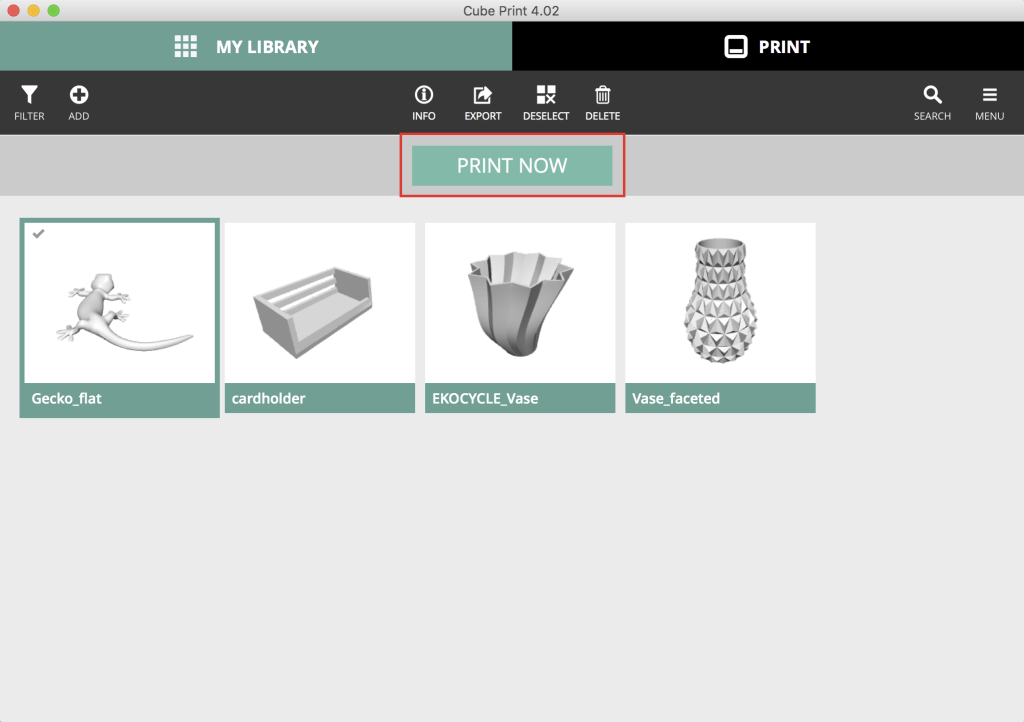 Cube Print 4.02
MY LIBRARY
PRINT
FILTER
ADD
INFO
EXPORT
DESELECT
DELETE
SEARCH
MENU
PRINT NOW
Gecko_flat
cardholder
EKOCYCLE_Vase
Vase_faceted